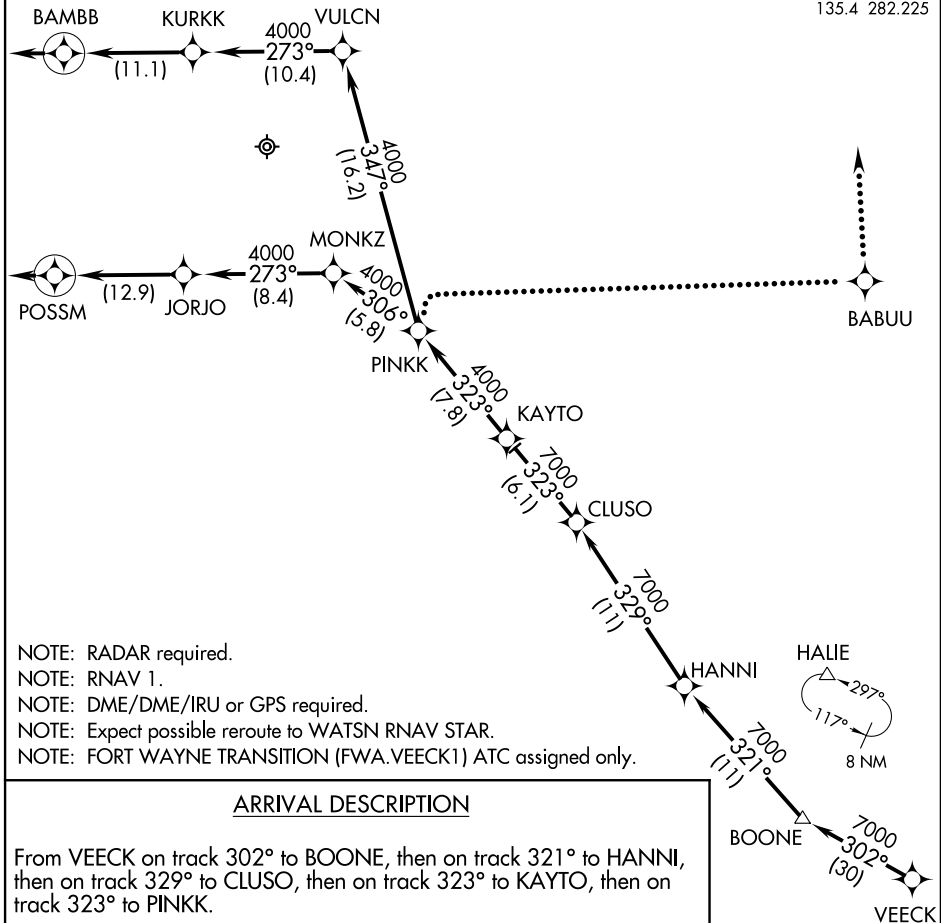 135.4 282.225
BAMBB
KURKK
VULCN
(11.1)
4000
273°
(10.4)
4000
347°
(16.2)
MONKZ
4000
273°
(8.4)
(12.9)
POSSM
JORJO
4000
306°
(5.8)
PINKK
BABUU
4000
323°
(7.8)
KAYTO
7000
323°
(6.1)
CLUSO
7000
329°
(11)
HANNI
HALIE
297°
117°
8 NM
7000
321°
(11)
BOONE
7000
302°
(30)
VEECK
NOTE: RADAR required.
NOTE: RNAV 1.
NOTE: DME/DME/IRU or GPS required.
NOTE: Expect possible reroute to WATSN RNAV STAR.
NOTE: FORT WAYNE TRANSITION (FWA.VEECK1) ATC assigned only.
ARRIVAL DESCRIPTION
From VEECK on track 302° to BOONE, then on track 321° to HANNI,
then on track 329° to CLUSO, then on track 323° to KAYTO, then on
track 323° to PINKK.